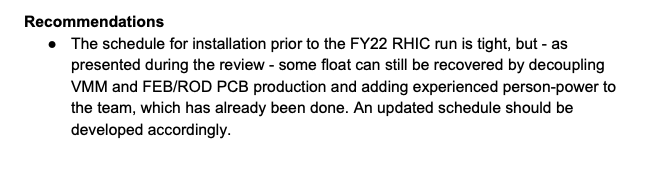 Recommendations
● The schedule for installation prior to the FY22 RHIC run is tight, but - as
presented during the review - some float can still be recovered by decoupling
VMM and FEB/ROD PCB production and adding experienced person-power to
the team, which has already been done. An updated schedule should be
developed accordingly.